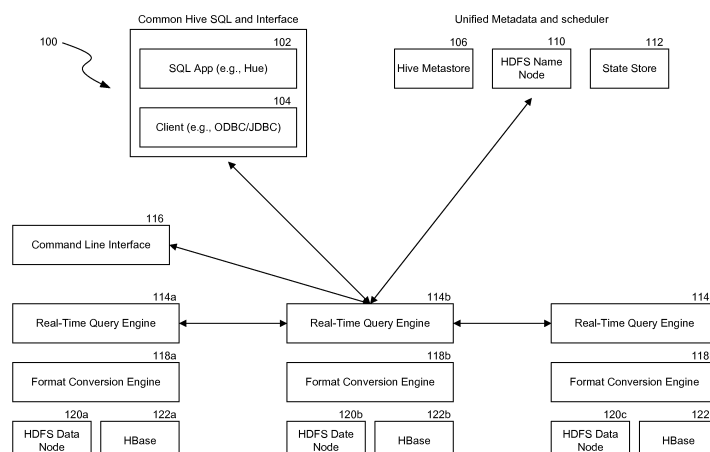 Common Hive SQL and Interface
Unified Metadata and scheduler
100
102
SQL App (e.g., Hue)
104
Client (e.g., ODBC/JDBC)
106
Hive Metastore
110
HDFS Name
Node
112
State Store
116
Command Line Interface
114a
Real-Time Query Engine
114b
Real-Time Query Engine
114
Real-Time Query Engine
118a
Format Conversion Engine
118b
Format Conversion Engine
118
Format Conversion Engine
120a
HDFS Data
Node
122a
HBase
120b
HDFS Date
Node
122b
HBase
120c
HDFS Data
Node
122
HBase